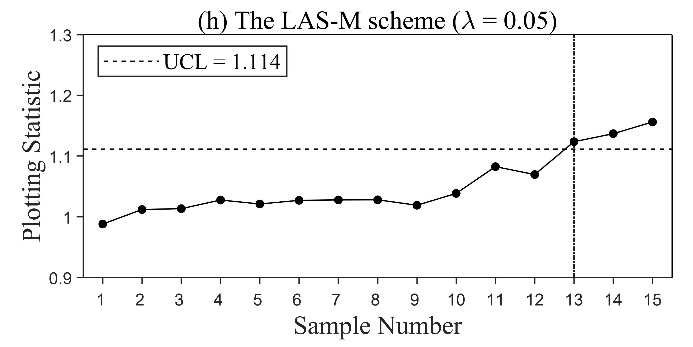 (h) The LAS-M scheme (λ = 0.05)
UCL = 1.114
Plotting Statistic
1.3
1.2
1.1
1
0.9
1 2 3 4 5 6 7 8 9 10 11 12 13 14 15
Sample Number